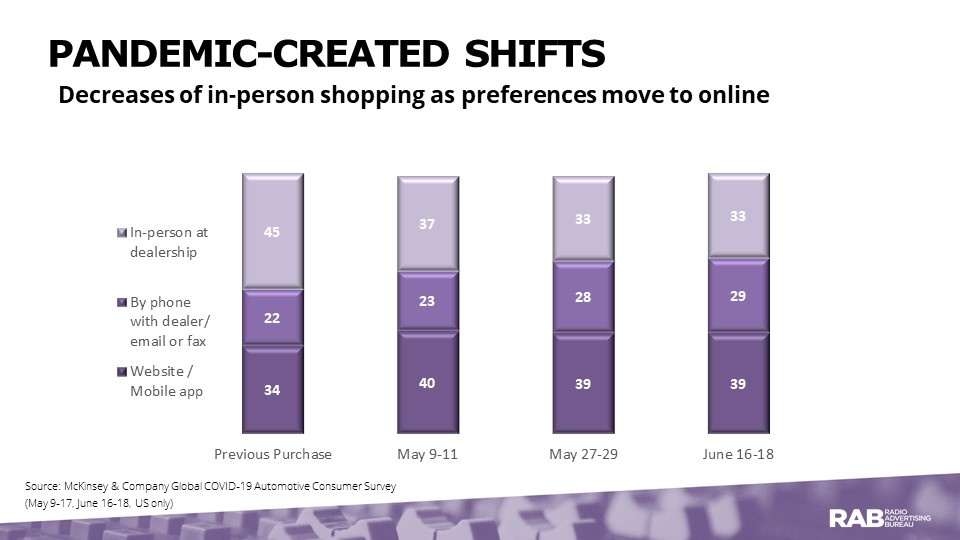 PANDEMIC-CREATED SHIFTS
Decreases of in-person shopping as preferences move to online
In-person at
dealership
By phone
with dealer/
email or fax
Website /
Mobile app
45
37
33
33
22
23
28
29
34
40
39
39
Previous Purchase
May 9-11
May 27-29
June 16-18
Source: McKinsey & Company Global COVID-19 Automotive Consumer Survey
(May 9-17, June 16-18, US only)
RAB RADIO
ADVERTISING
BUREAU